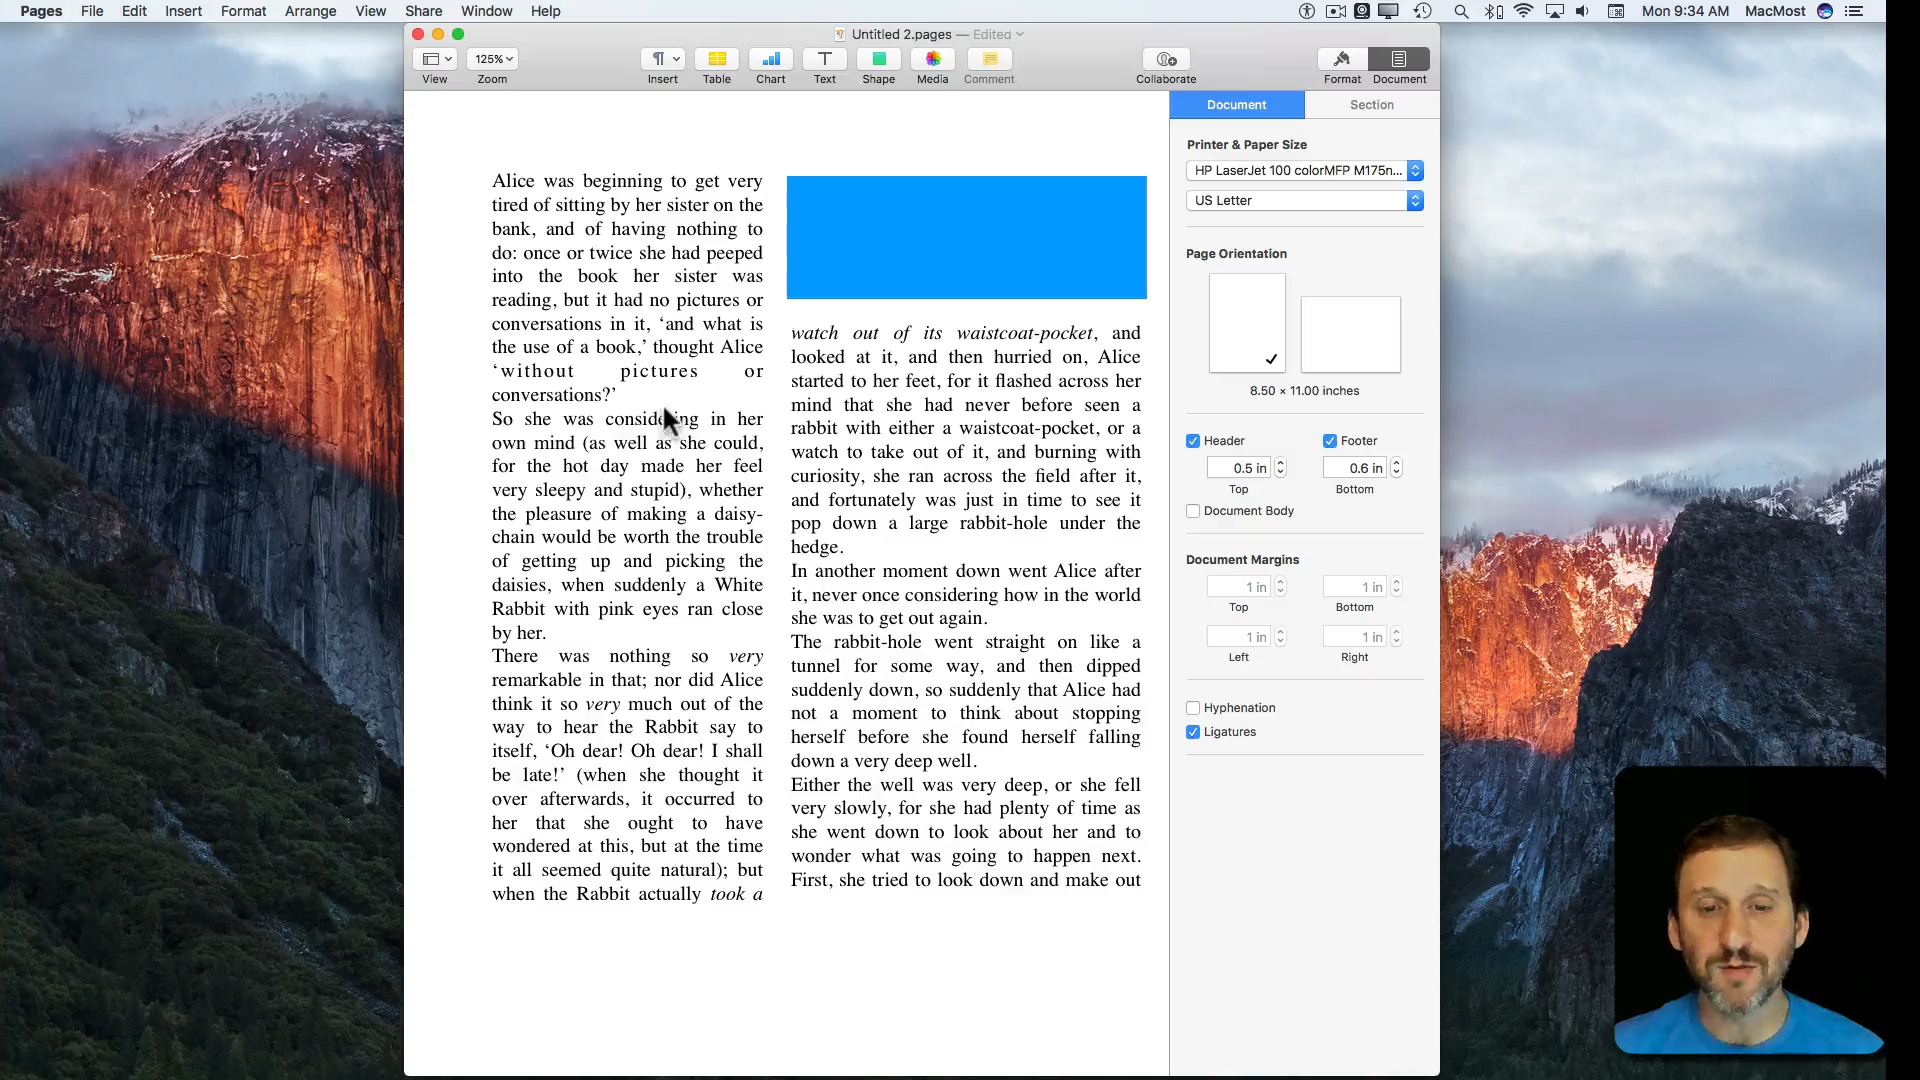 Pages File Edit Insert Format Arrange View Share Window Help
Mon 9:34 AM MacMost
Untitled 2.pages — Edited
125%
View Zoom Insert Table Chart Text Shape Media Comment Collaborate Format Document
Alice was beginning to get very
tired of sitting by her sister on the
bank, and of having nothing to
do: once or twice she had peeped
into the book her sister was
reading, but it had no pictures or
conversations in it, ‘and what is
the use of a book,’ thought Alice
‘without pictures or
conversations?’
So she was considering in her
own mind (as well as she could,
for the hot day made her feel
very sleepy and stupid), whether
the pleasure of making a daisy-
chain would be worth the trouble
of getting up and picking the
daisies, when suddenly a White
Rabbit with pink eyes ran close
by her.
There was nothing so very
remarkable in that; nor did Alice
think it so very much out of the
way to hear the Rabbit say to
itself, ‘Oh dear! Oh dear! I shall
be late!’ (when she thought it
over afterwards, it occurred to
her that she ought to have
wondered at this, but at the time
it all seemed quite natural); but
when the Rabbit actually took a
watch out of its waistcoat-pocket, and
looked at it, and then hurried on, Alice
started to her feet, for it flashed across her
mind that she had never before seen a
rabbit with either a waistcoat-pocket, or a
watch to take out of it, and burning with
curiosity, she ran across the field after it,
and fortunately was just in time to see it
pop down a large rabbit-hole under the
hedge.
In another moment down went Alice after
it, never once considering how in the world
she was to get out again.
The rabbit-hole went straight on like a
tunnel for some way, and then dipped
suddenly down, so suddenly that Alice had
not a moment to think about stopping
herself before she found herself falling
down a very deep well.
Either the well was very deep, or she fell
very slowly, for she had plenty of time as
she went down to look about her and to
wonder what was going to happen next.
First, she tried to look down and make out
Document Section
Printer & Paper Size
HP LaserJet 100 colorMFP M175n...
US Letter
Page Orientation
8.50 × 11.00 inches
Header Footer
0.5 in 0.6 in
Top Bottom
Document Body
Document Margins
1 in 1 in
Top Bottom
1 in 1 in
Left Right
Hyphenation
Ligatures